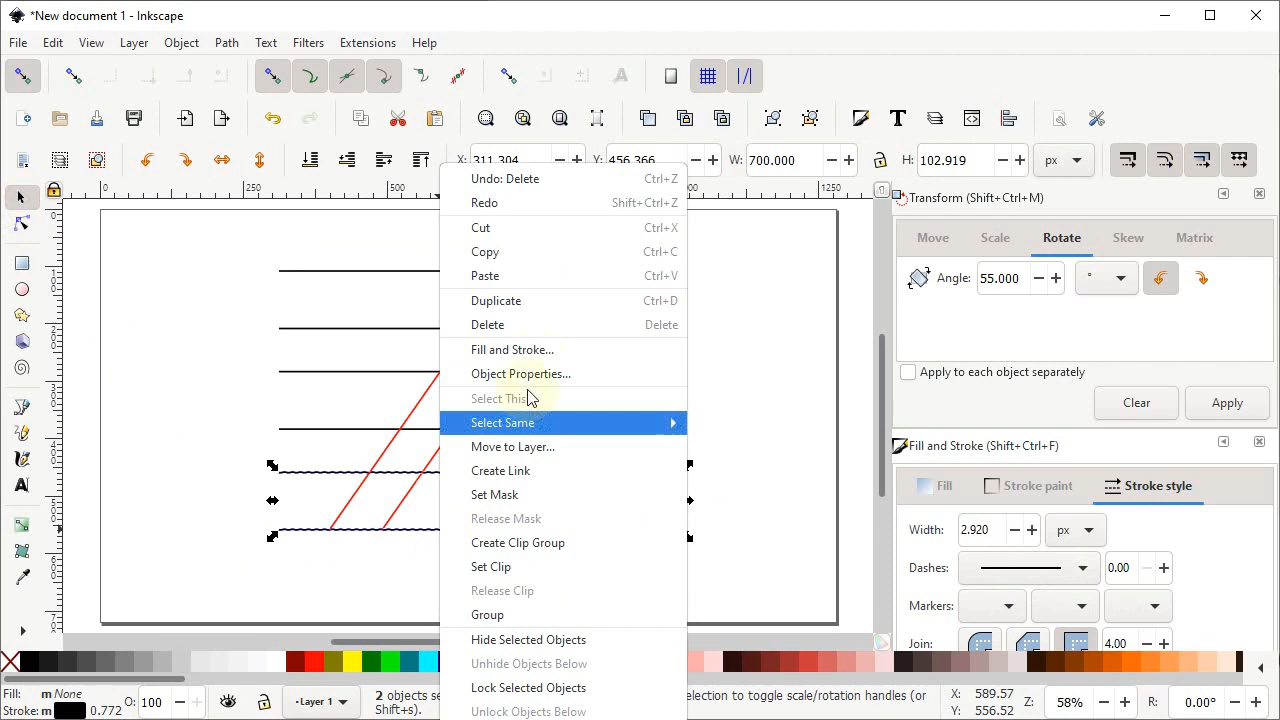 *New document 1 - Inkscape
File Edit View Layer Object Path Text Filters Extensions Help
X: 311.304 Y: 456.366 W: 700.000 H: 102.919 px
0 250 500 1250
Transform (Shift+Ctrl+M)
Move Scale Rotate Skew Matrix
Angle: 55.000 °
Apply to each object separately
Clear Apply
Undo: Delete Ctrl+Z
Redo Shift+Ctrl+Z
Cut Ctrl+X
Copy Ctrl+C
Paste Ctrl+V
Duplicate Ctrl+D
Delete Delete
Fill and Stroke...
Object Properties...
Select This
Select Same
Move to Layer...
Create Link
Set Mask
Release Mask
Create Clip Group
Set Clip
Release Clip
Group
Hide Selected Objects
Unhide Objects Below
Lock Selected Objects
Unlock Objects Below
Fill and Stroke (Shift+Ctrl+F)
Fill Stroke paint Stroke style
Width: 2.920 px
Dashes: 0.00
Markers:
Join: 4.00
Fill: m None
Stroke: m 0.772
O: 100
•Layer 1
2 objects se
Shift+s).
selection to toggle scale/rotation handles (or
X: 589.57
Y: 556.52
Z: 58% R: 0.00°